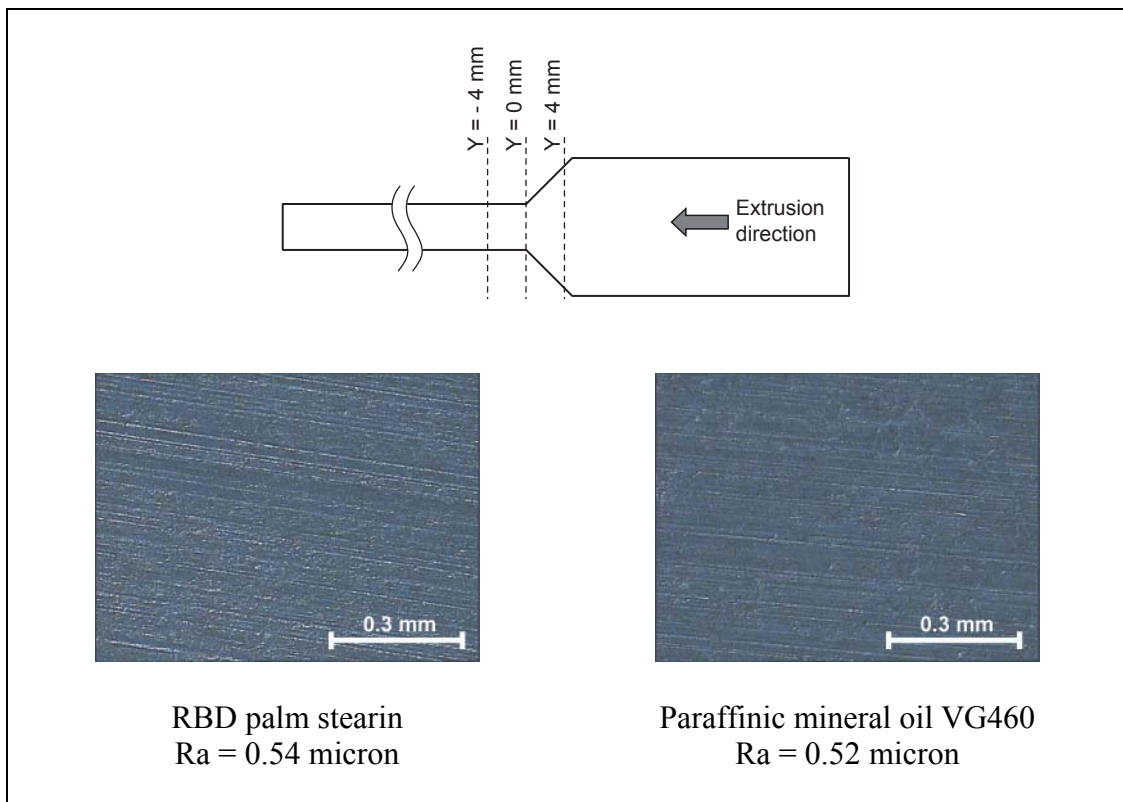 Y = - 4 mm
Y = 0 mm
Y = 4 mm
Extrusion
direction
0.3 mm
0.3 mm
RBD palm stearin
Ra = 0.54 micron
Paraffinic mineral oil VG460
Ra = 0.52 micron